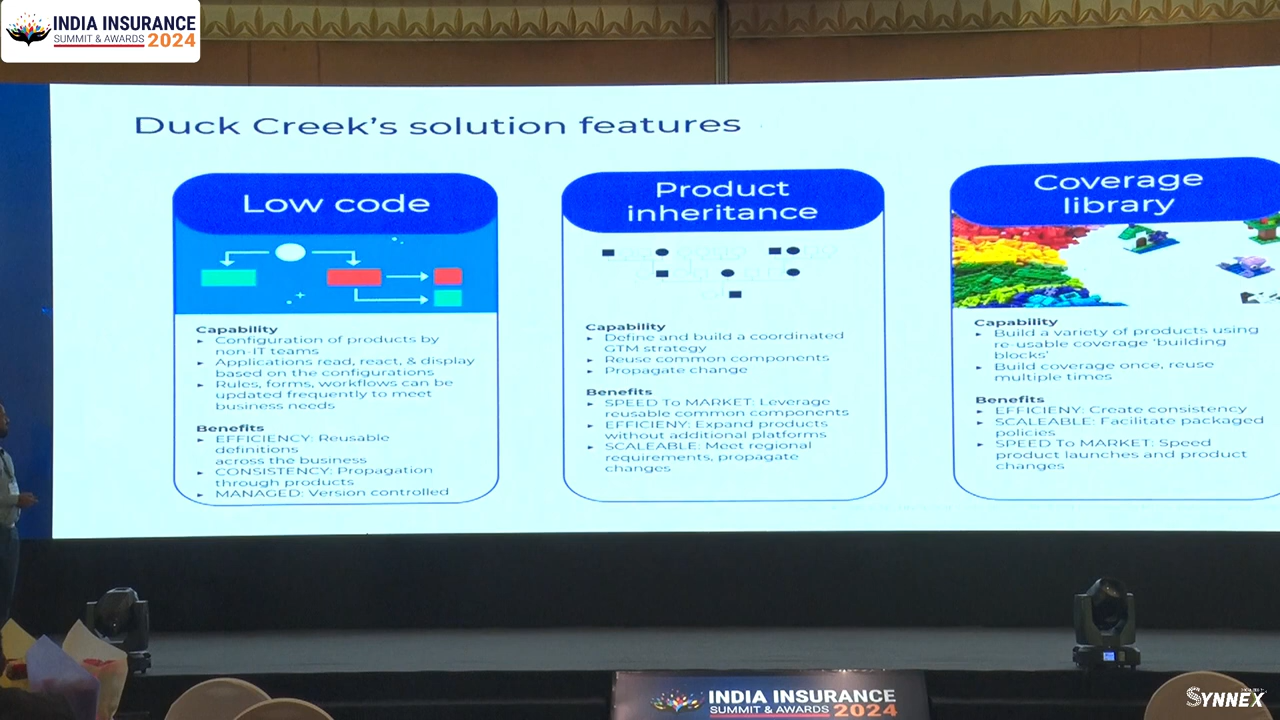 INDIA INSURANCE
SUMMIT & AWARDS 2024
Duck Creek's solution features
Low code
Capability
► Configuration of products by
non-IT teams
► Applications read, react, & display
based on the configurations
► Rules, forms, workflows can be
updated frequently to meet
business needs
Benefits
► EFFICIENCY: Reusable
definitions
across the business
► CONSISTENCY: Propagation
through products
► MANAGED: Version controlled
Product
inheritance
Capability
► Define and build a coordinated
GTM strategy
► Reuse common components
► Propagate change
Benefits
► SPEED To MARKET: Leverage
reusable common components
► EFFICIENY: Expand products
without additional platforms
► SCALEABLE: Meet regional
requirements, propagate
changes
Coverage
library
Capability
► Build a variety of products using
re-usable coverage 'building
blocks'
► Build coverage once, reuse
multiple times
Benefits
► EFFICIENY: Create consistency
► SCALEABLE: Facilitate packaged
policies
► SPEED To MARKET: Speed
product launches and product
changes
INDIA INSURANCE
SUMMIT & AWARDS 2024
SYNNEX